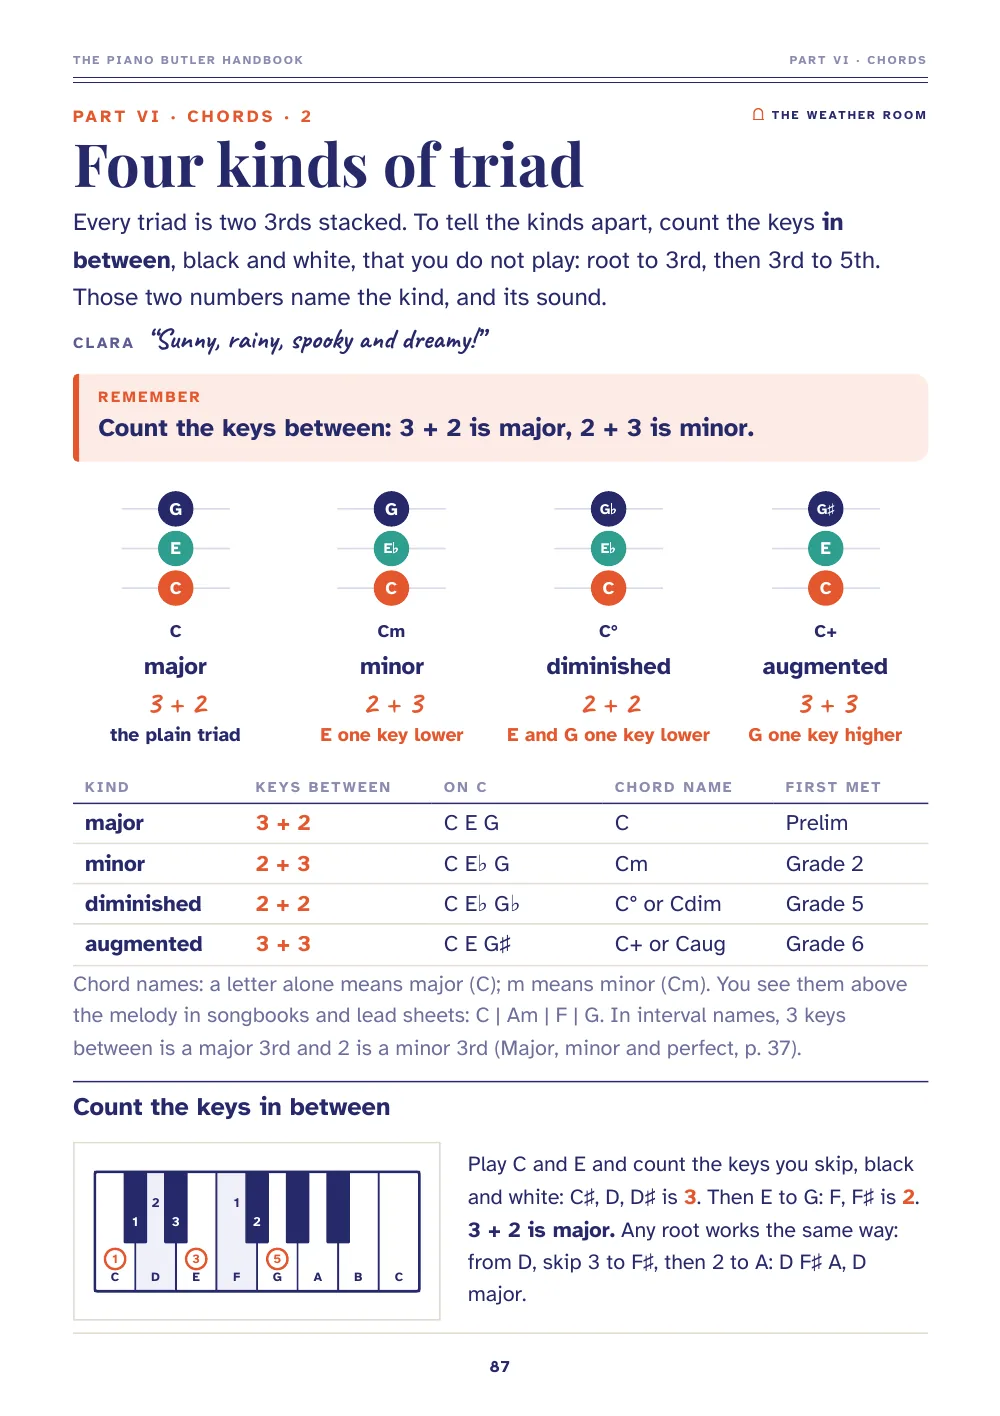 THE PIANO BUTLER HANDBOOK
PART VI · CHORDS
PART VI · CHORDS · 2
THE WEATHER ROOM
Four kinds of triad
Every triad is two 3rds stacked. To tell the kinds apart, count the keys in
between, black and white, that you do not play: root to 3rd, then 3rd to 5th.
Those two numbers name the kind, and its sound.
CLARA “Sunny, rainy, spooky and dreamy!”
REMEMBER
Count the keys between: 3 + 2 is major, 2 + 3 is minor.
G G G♭ G♯
E E♭ E♭ E
C C C C
C Cm C° C+
major minor diminished augmented
3 + 2 2 + 3 2 + 2 3 + 3
the plain triad E one key lower E and G one key lower G one key higher
KIND KEYS BETWEEN ON C CHORD NAME FIRST MET
major 3 + 2 C E G C Prelim
minor 2 + 3 C E♭ G Cm Grade 2
diminished 2 + 2 C E♭ G♭ C° or Cdim Grade 5
augmented 3 + 3 C E G♯ C+ or Caug Grade 6
Chord names: a letter alone means major (C); m means minor (Cm). You see them above
the melody in songbooks and lead sheets: C | Am | F | G. In interval names, 3 keys
between is a major 3rd and 2 is a minor 3rd (Major, minor and perfect, p. 37).
Count the keys in between
2 1
1 3 2
1 3 5
C D E F G A B C
Play C and E and count the keys you skip, black
and white: C♯, D, D♯ is 3. Then E to G: F, F♯ is 2.
3 + 2 is major. Any root works the same way:
from D, skip 3 to F♯, then 2 to A: D F♯ A, D
major.
87